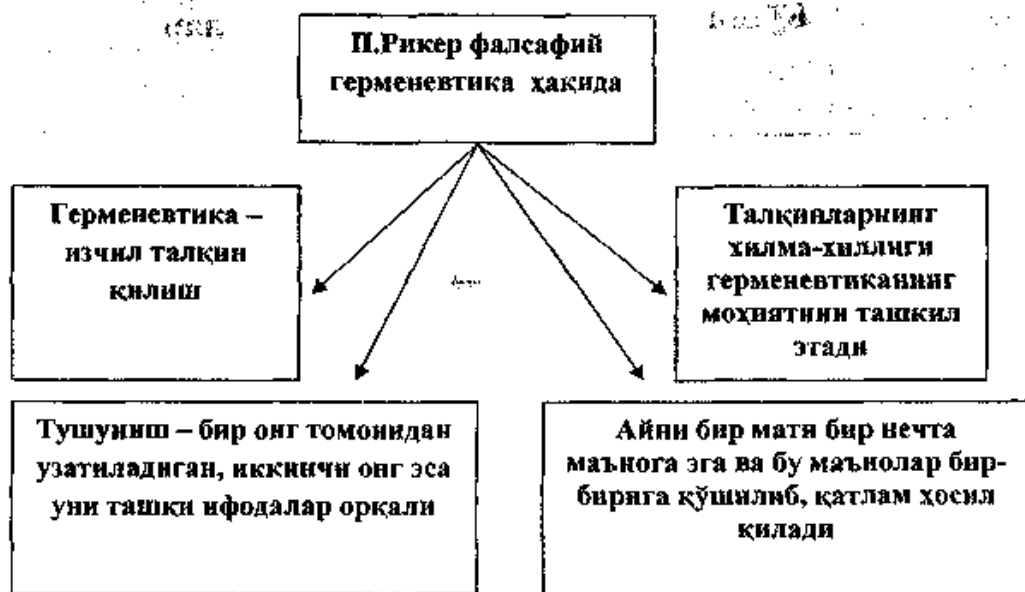 П.Рикер фалсафий
герменевтика ҳақида
Герменевтика –
изчил талқин
қилиш
Талқинларнинг
хилма-хиллиги
герменевтиканинг
моҳиятини ташкил
этади
Тушуниш – бир онг томонидан
узатиладиган, иккинчи онг эса
уни ташқи ифодалар орқали
Айни бир матн бир нечта
маънога эга ва бу маънолар бир-
бирига қўшилиб, қатлам ҳосил
қилади